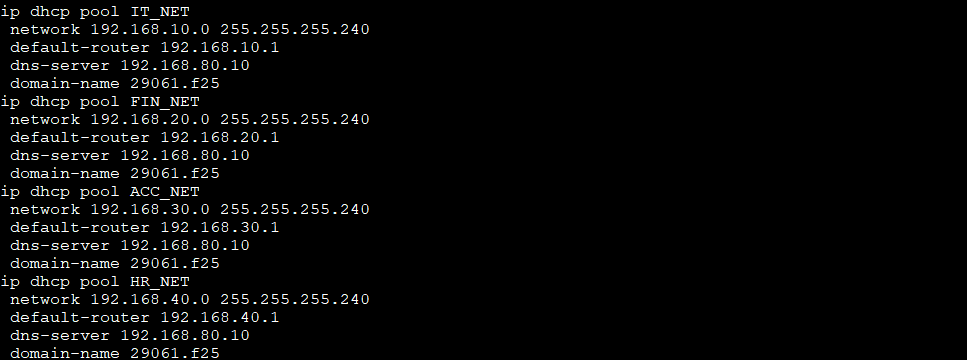 ip dhcp pool IT_NET
 network 192.168.10.0 255.255.255.240
 default-router 192.168.10.1
 dns-server 192.168.80.10
 domain-name 29061.f25
ip dhcp pool FIN_NET
 network 192.168.20.0 255.255.255.240
 default-router 192.168.20.1
 dns-server 192.168.80.10
 domain-name 29061.f25
ip dhcp pool ACC_NET
 network 192.168.30.0 255.255.255.240
 default-router 192.168.30.1
 dns-server 192.168.80.10
 domain-name 29061.f25
ip dhcp pool HR_NET
 network 192.168.40.0 255.255.255.240
 default-router 192.168.40.1
 dns-server 192.168.80.10
 domain-name 29061.f25